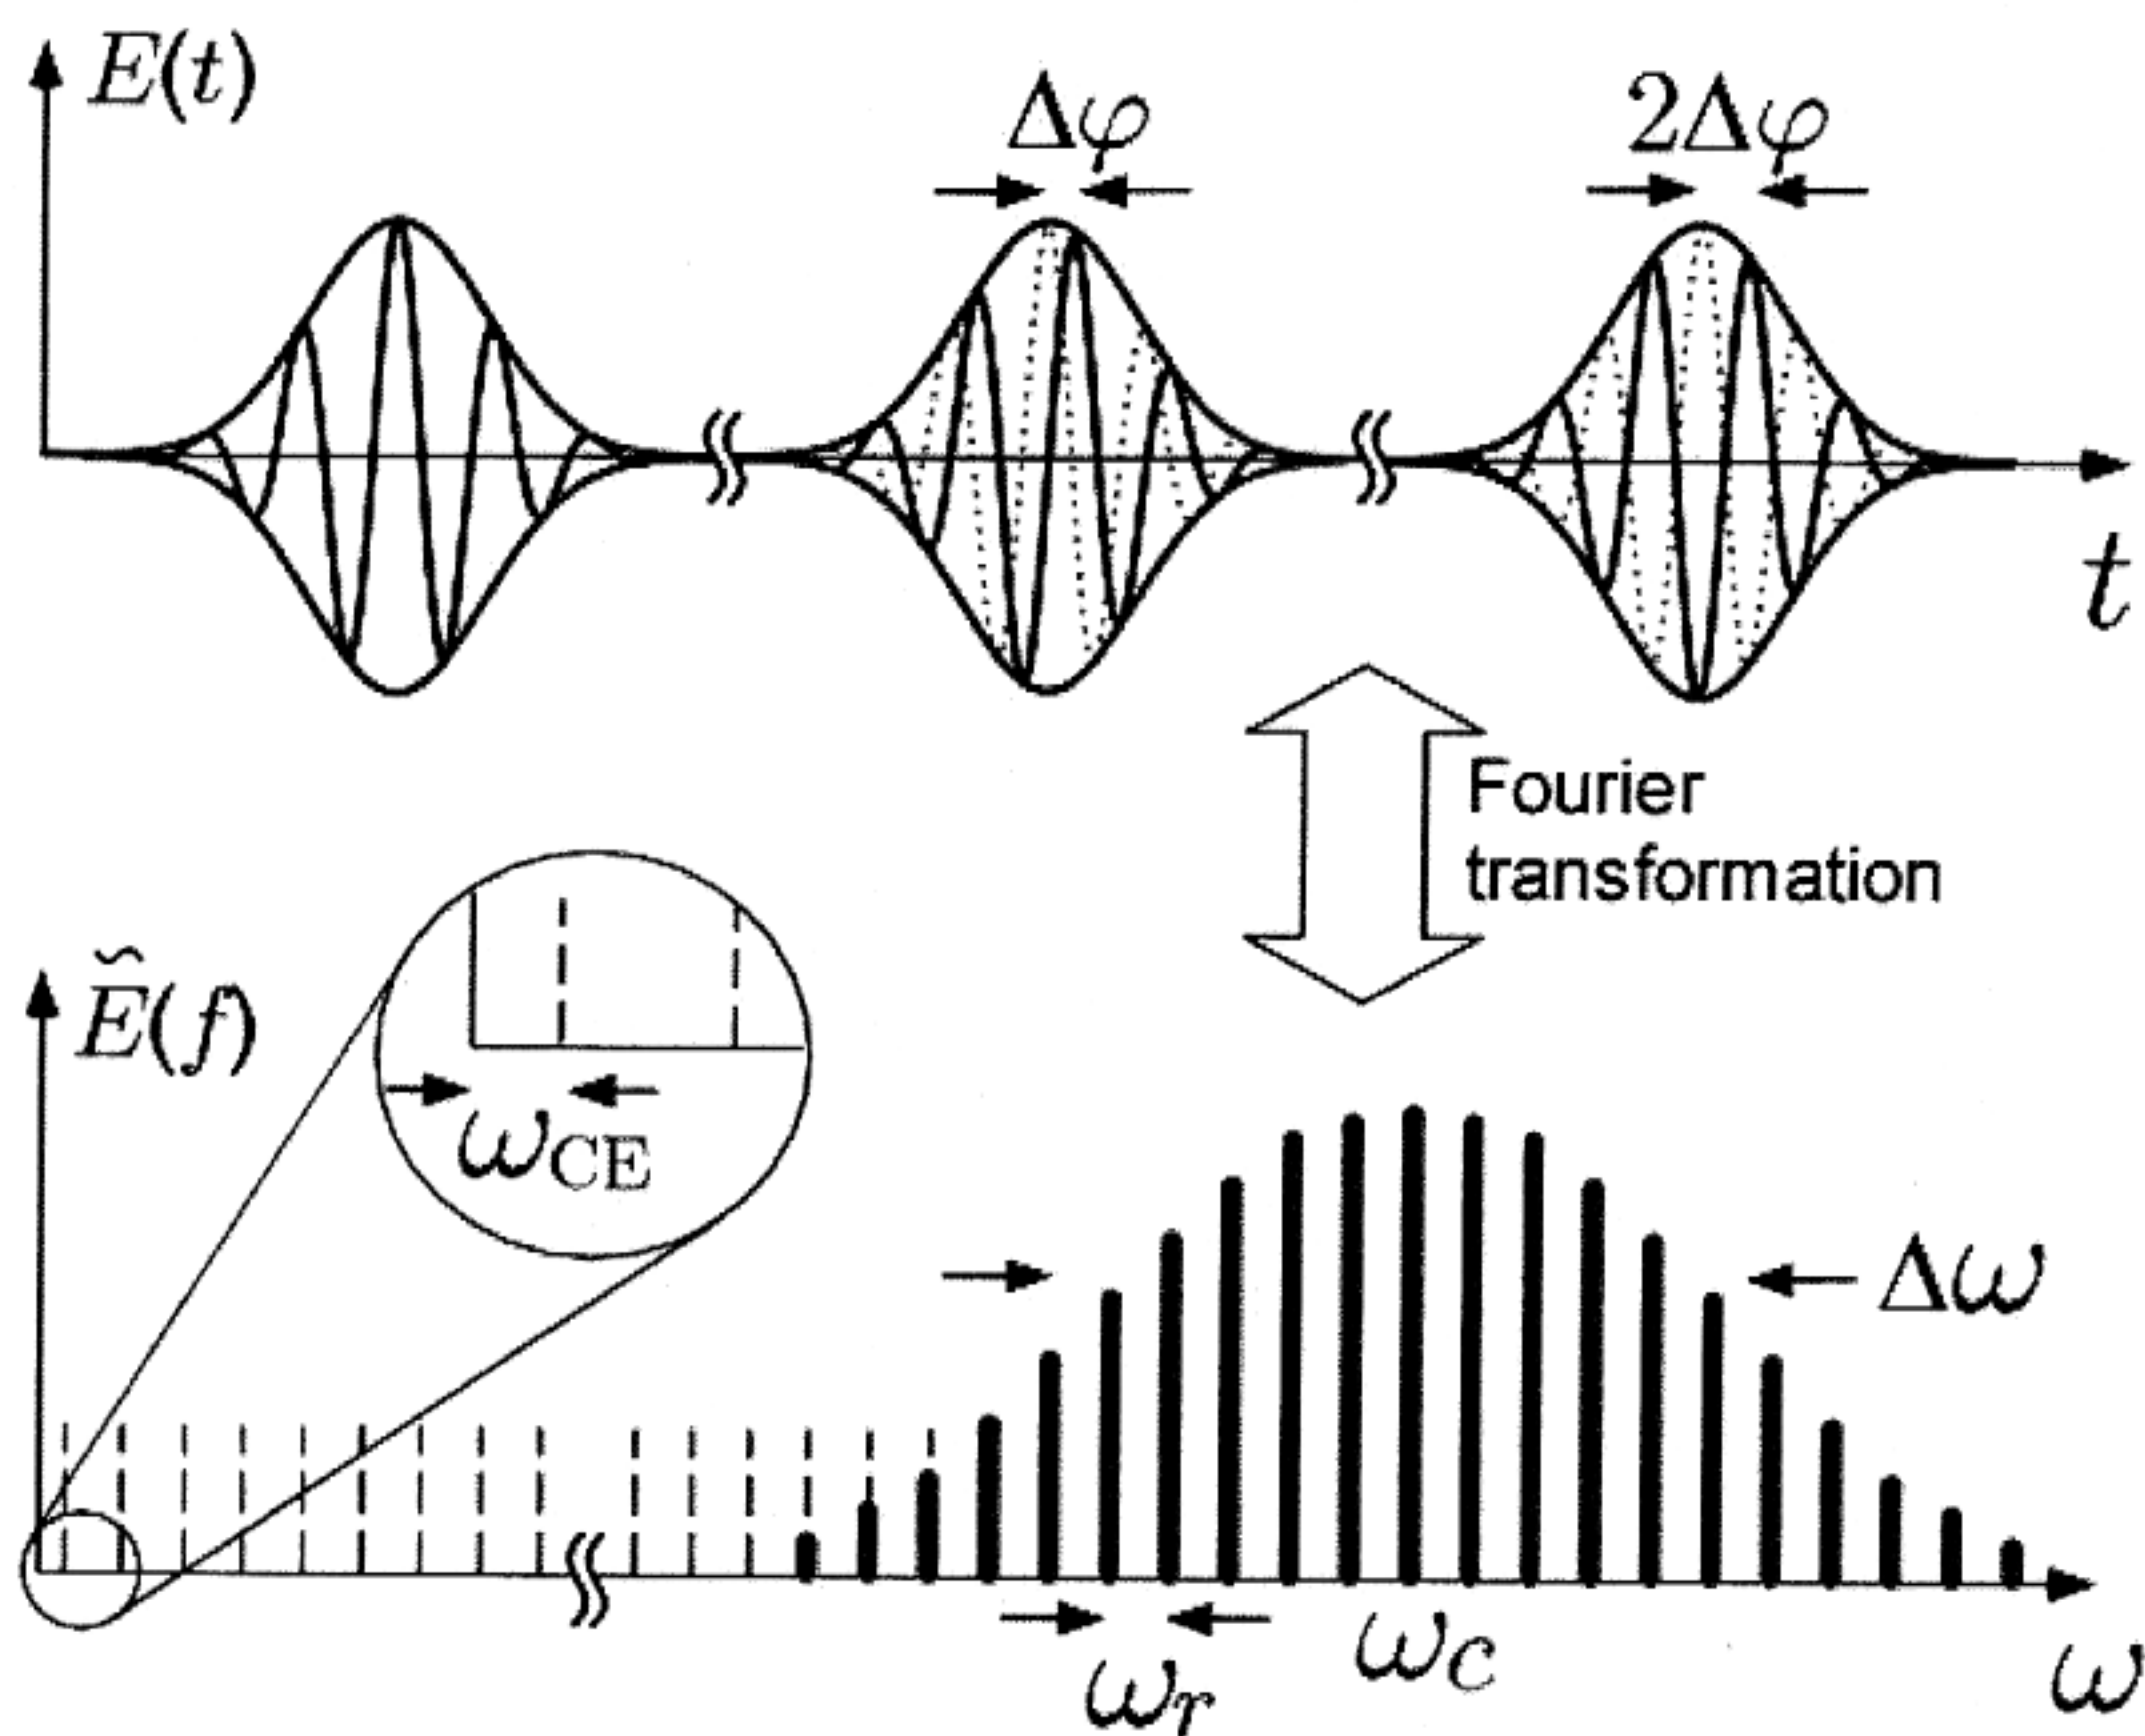 E(t)
Δφ
2Δφ
t
Fourier
transformation
Ẽ(f)
ω_CE
Δω
ω_r
ω_C
ω